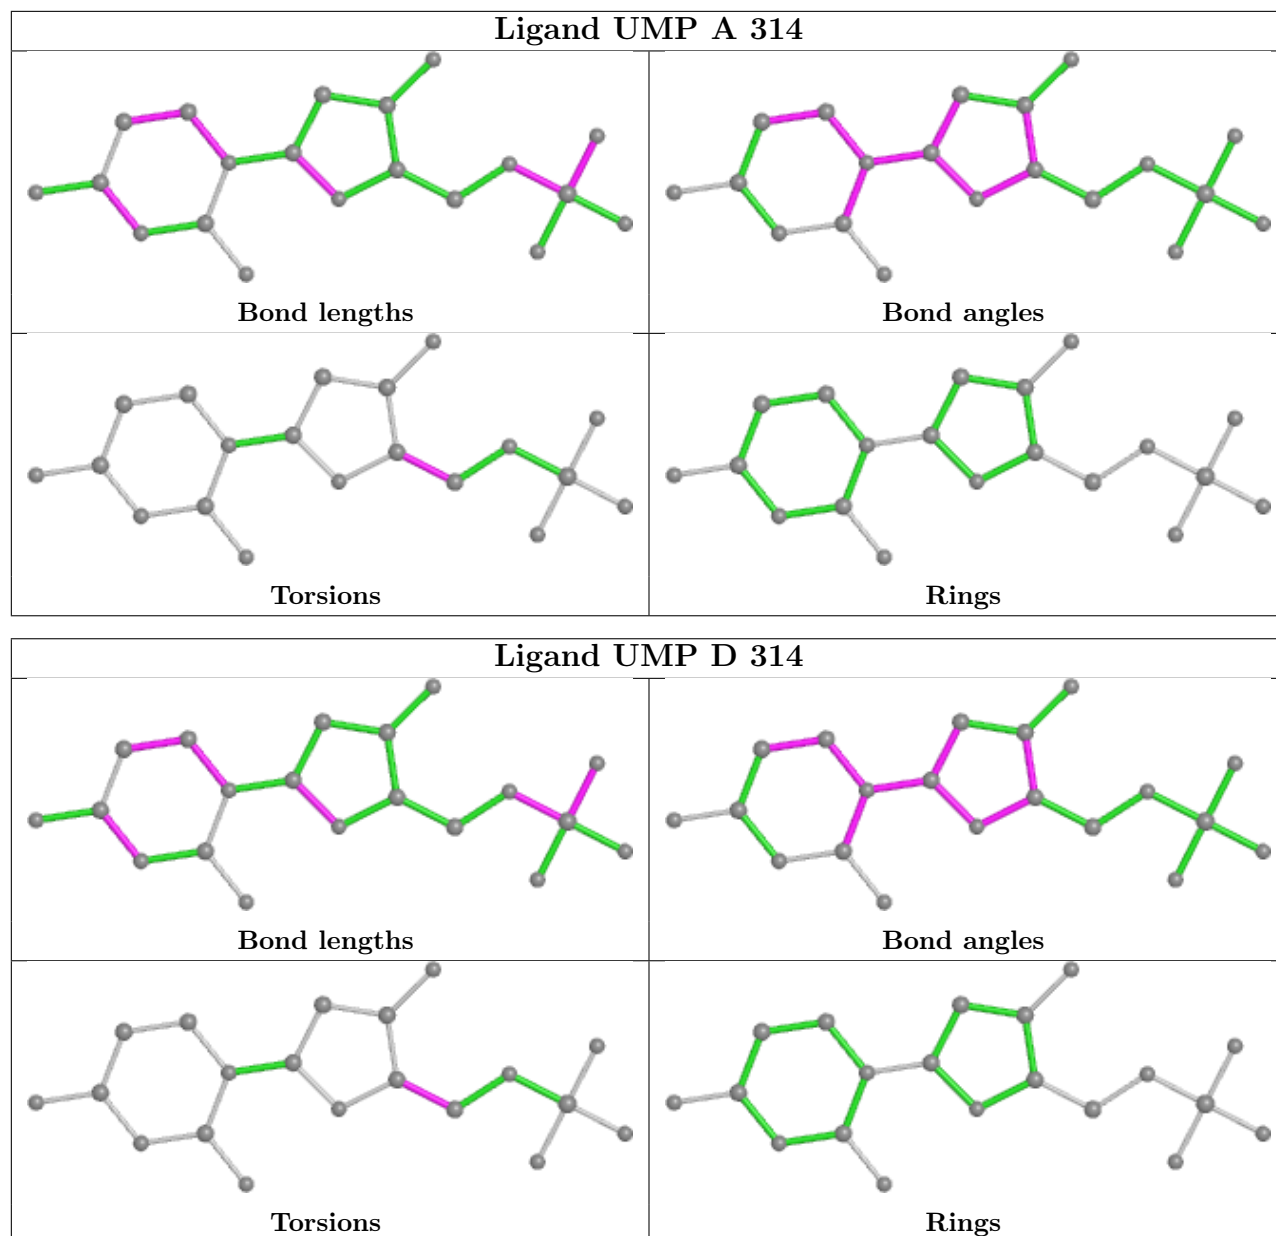 Ligand UMP A 314
Bond lengths
Bond angles
Torsions
Rings
Ligand UMP D 314
Bond lengths
Bond angles
Torsions
Rings